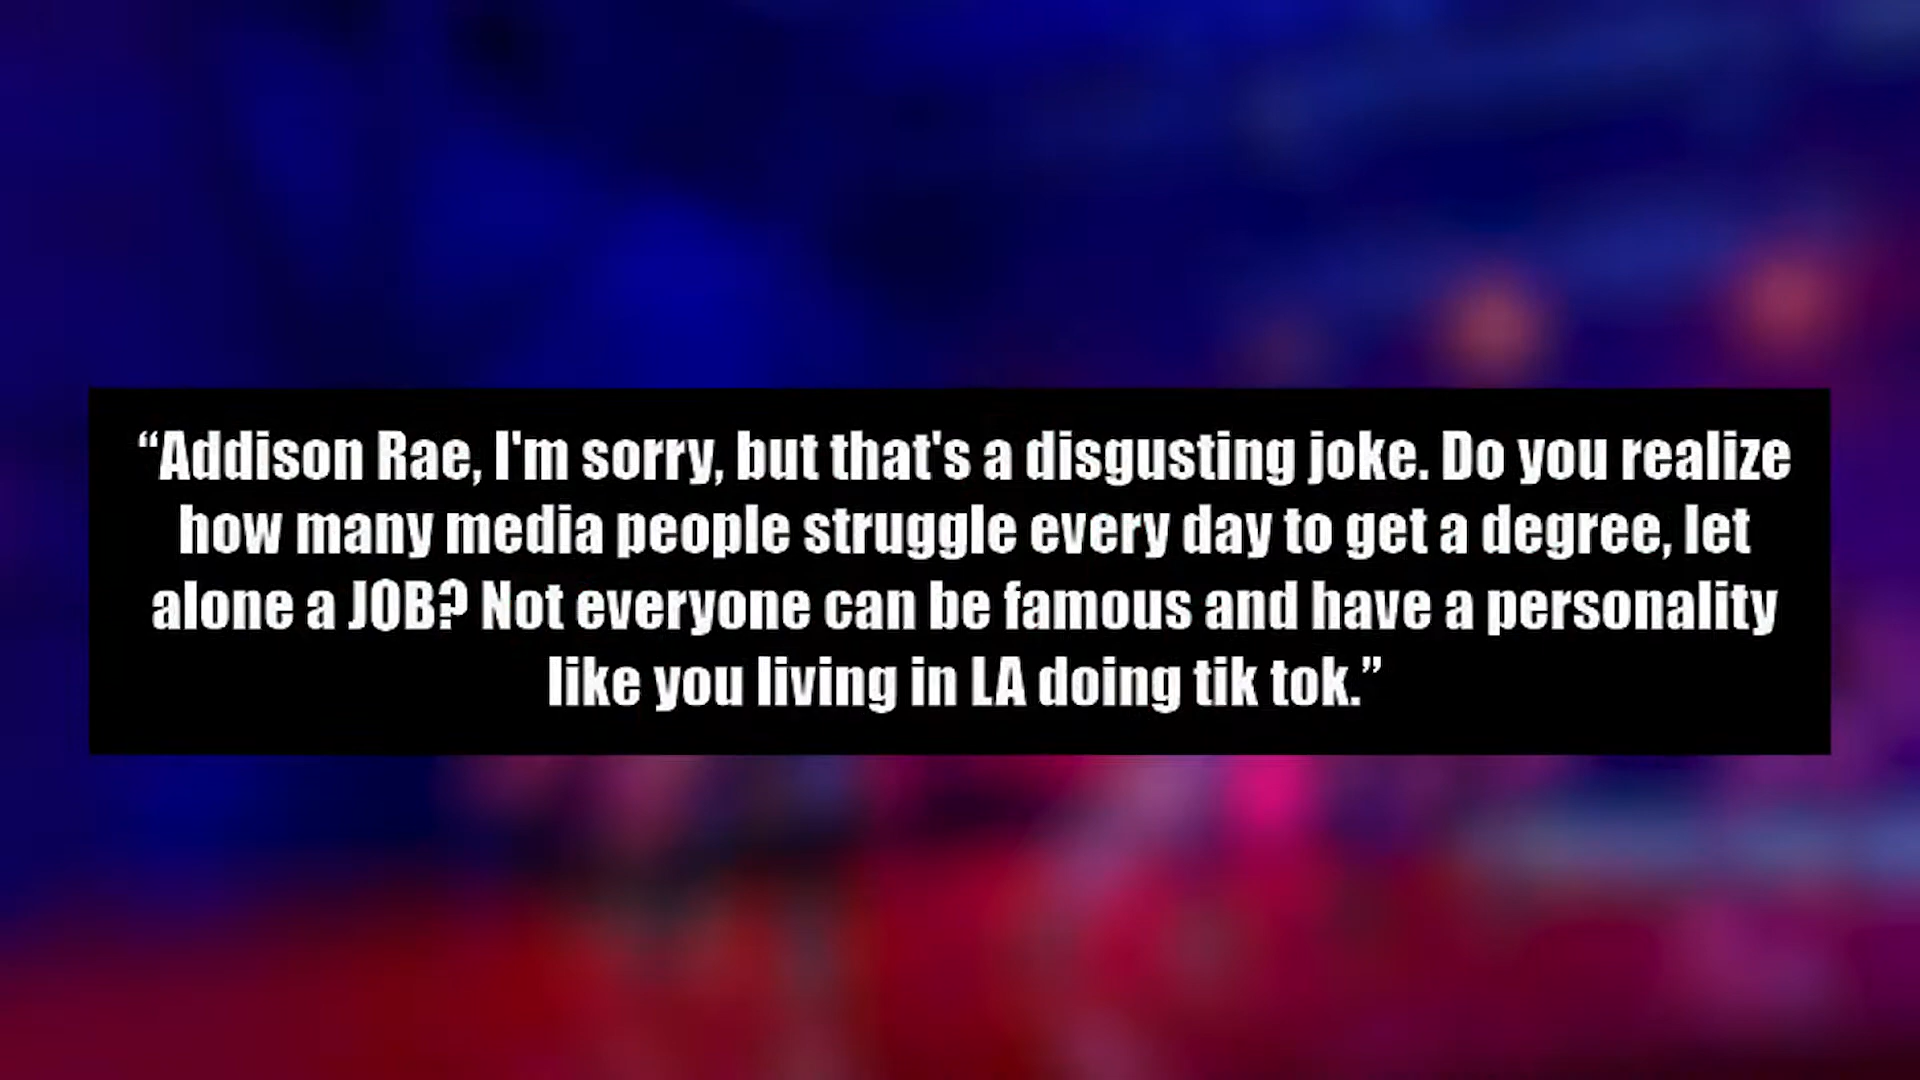 “Addison Rae, I'm sorry, but that's a disgusting joke. Do you realize
how many media people struggle every day to get a degree, let
alone a JOB? Not everyone can be famous and have a personality
like you living in LA doing tik tok.”